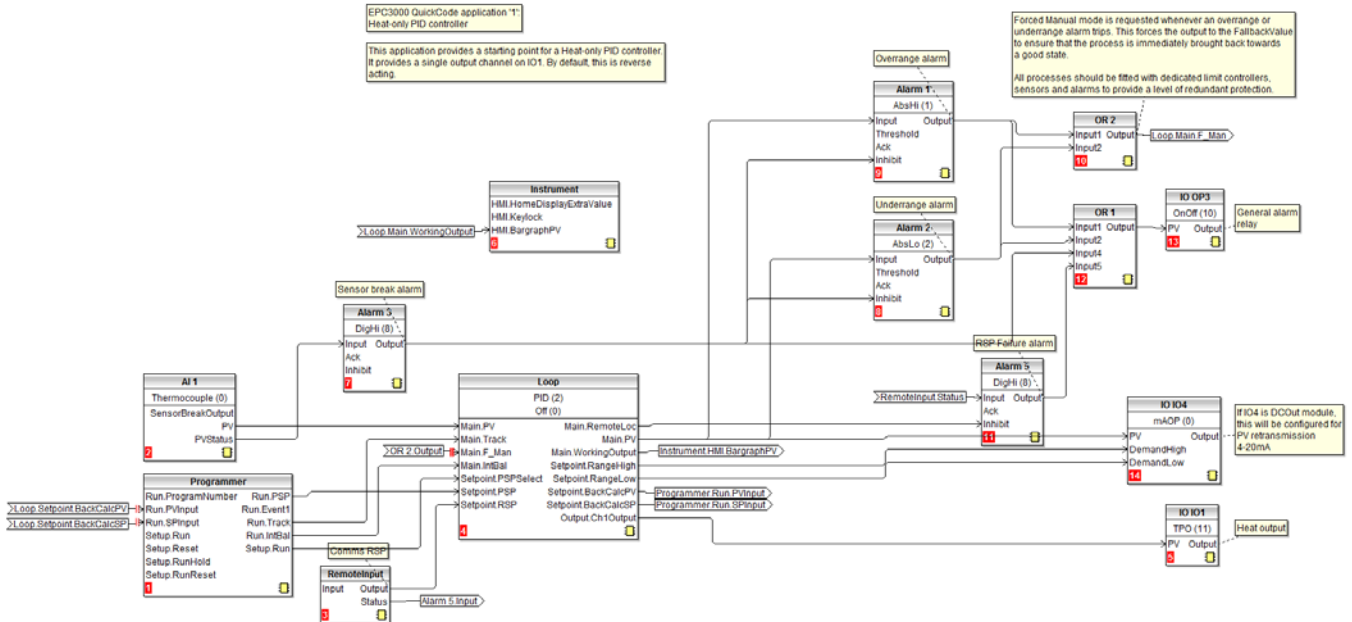 EPC3000 QuickCode application '1':
Heat-only PID controller
This application provides a starting point for a Heat-only PID controller.
It provides a single output channel on IO1. By default, this is reverse
acting.
Forced Manual mode is requested whenever an overrange or
underrange alarm trips. This forces the output to the FallbackValue
to ensure that the process is immediately brought back towards
a good state.
All processes should be fitted with dedicated limit controllers,
sensors and alarms to provide a level of redundant protection.
Overrange alarm
Alarm 1
AbsHi (1)
Input Output
Threshold
Ack
Inhibit
9
OR 2
Input1 Output
Input2
10
Loop.Main.F_Man
Instrument
HMI.HomeDisplayExtraValue
HMI.Keylock
HMI.BargraphPV
6
Loop.Main.WorkingOutput
Underrange alarm
Alarm 2
AbsLo (2)
Input Output
Threshold
Ack
Inhibit
8
OR 1
Input1 Output
Input2
Input4
Input5
12
IO OP3
OnOff (10)
PV Output
13
General alarm
relay
Sensor break alarm
Alarm 3
DigHi (8)
Input Output
Ack
Inhibit
7
RSP Failure alarm
Alarm 5
DigHi (8)
Input Output
Ack
Inhibit
11
RemoteInput.Status
AI 1
Thermocouple (0)
SensorBreakOutput
PV
PVStatus
2
Loop
PID (2)
Off (0)
Main.PV Main.RemoteLoc
Main.Track Main.PV
Main.F_Man Main.WorkingOutput
Main.IntBal Setpoint.RangeHigh
Setpoint.PSPSelect Setpoint.RangeLow
Setpoint.PSP Setpoint.BackCalcPV
Setpoint.RSP Setpoint.BackCalcSP
Output.Ch1Output
4
OR 2.Output
Instrument.HMI.BargraphPV
Programmer.Run.PVInput
Programmer.Run.SPInput
IO IO4
mAOP (0)
PV Output
DemandHigh
DemandLow
14
If IO4 is DCOut module,
this will be configured for
PV retransmission
4-20mA
Programmer
Run.ProgramNumber Run.PSP
Run.PVInput Run.Event1
Run.SPInput Run.Track
Setup.Run Run.IntBal
Setup.Reset Setup.Run
Setup.RunHold
Setup.RunReset
1
Loop.Setpoint.BackCalcPV
Loop.Setpoint.BackCalcSP
IO IO1
TPO (11)
PV Output
5
Heat output
Comms RSP
RemoteInput
Input Output
Status
3
Alarm 5.Input